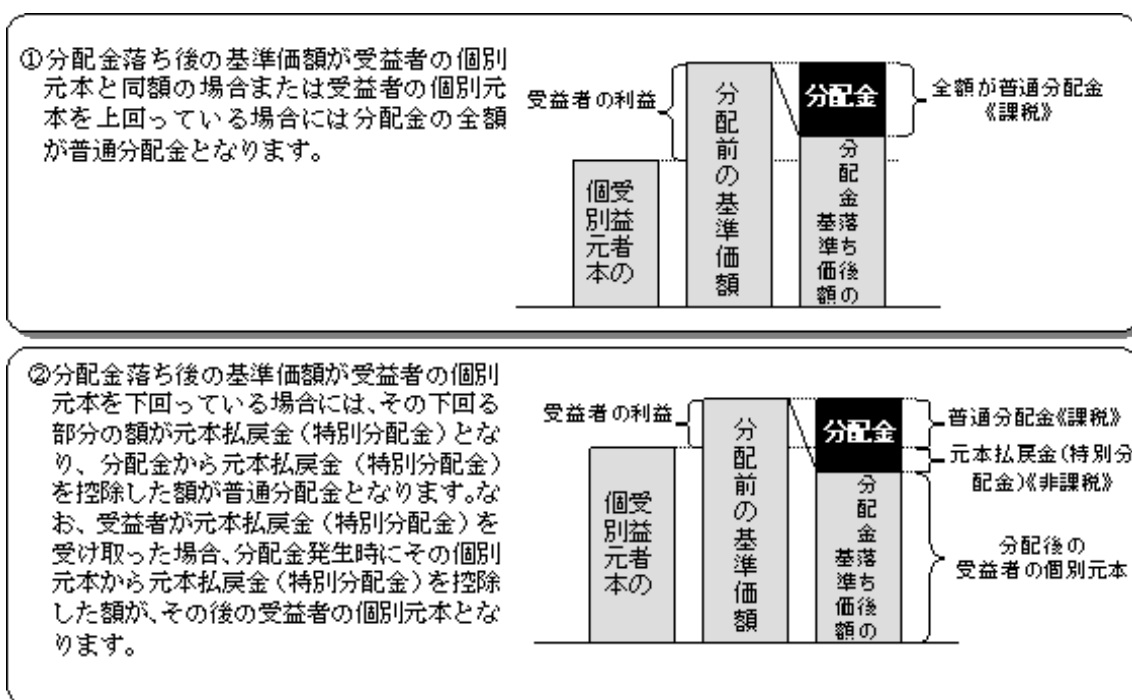 ①分配金落ち後の基準価額が受益者の個別
元本と同額の場合または受益者の個別元
本を上回っている場合には分配金の全額
が普通分配金となります。
受益者の利益
受益者の
個別元本
分配前の基準価額
分配金
分配金落ち後の
基準価額
全額が普通分配金
《課税》
②分配金落ち後の基準価額が受益者の個別
元本を下回っている場合には、その下回る
部分の額が元本払戻金（特別分配金）とな
り、分配金から元本払戻金（特別分配金）
を控除した額が普通分配金となります。な
お、受益者が元本払戻金（特別分配金）を
受け取った場合、分配金発生時にその個別
元本から元本払戻金（特別分配金）を控除
した額が、その後の受益者の個別元本とな
ります。
受益者の利益
受益者の
個別元本
分配前の基準価額
分配金
分配金落ち後の
基準価額
普通分配金《課税》
元本払戻金（特別分
配金）《非課税》
分配後の
受益者の個別元本